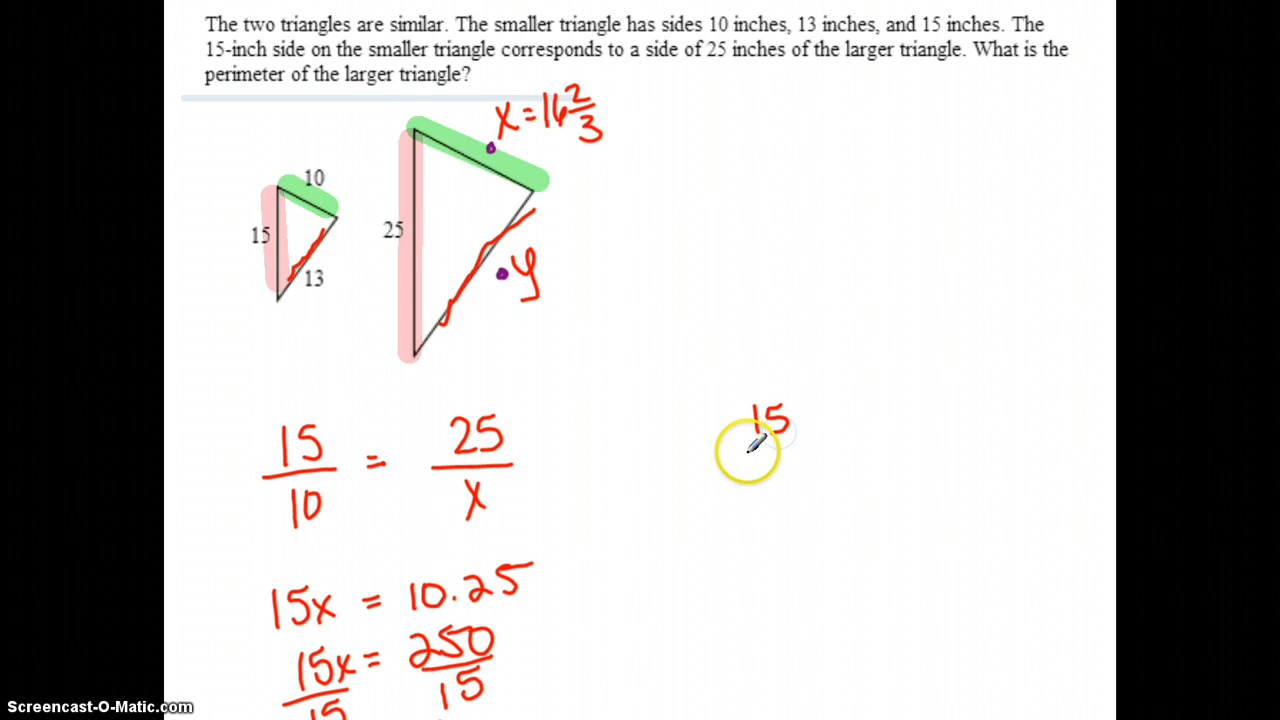 The two triangles are similar. The smaller triangle has sides 10 inches, 13 inches, and 15 inches. The
15-inch side on the smaller triangle corresponds to a side of 25 inches of the larger triangle. What is the
perimeter of the larger triangle?
x = 16 2/3
10
15
25
13
y
15/10 = 25/x
15
15x = 10.25
15x/15 = 250/15
Screencast-O-Matic.com